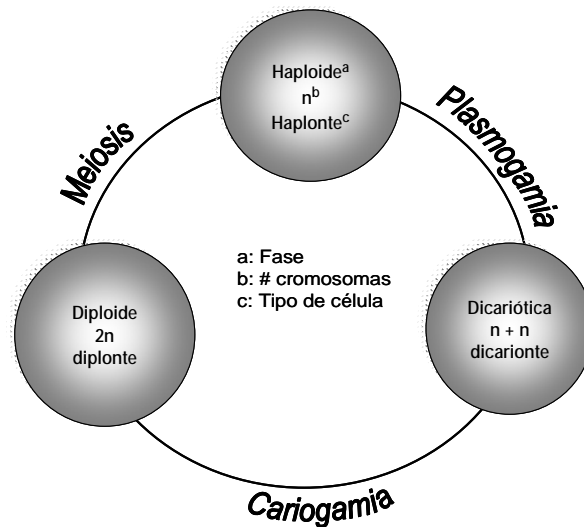 Haploide^a
n^b
Haplonte^c
Meiosis
Plasmogamia
a: Fase
b: # cromosomas
c: Tipo de célula
Diploide
2n
diplonte
Dicariótica
n + n
dicarionte
Cariogamia